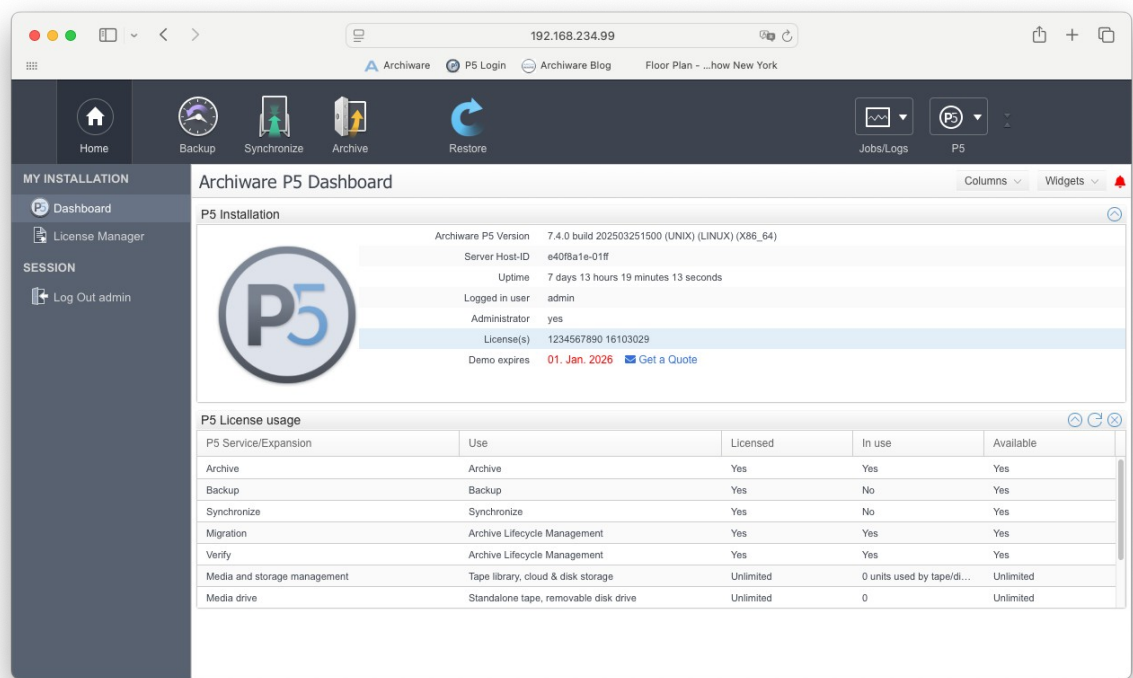 192.168.234.99
Archiware P5 Login Archiware Blog Floor Plan - ...how New York
Home Backup Synchronize Archive Restore Jobs/Logs P5
MY INSTALLATION
Dashboard
License Manager
SESSION
Log Out admin
Archiware P5 Dashboard Columns Widgets
P5 Installation
P5
Archiware P5 Version 7.4.0 build 202503251500 (UNIX) (LINUX) (X86_64)
Server Host-ID e40f8a1e-01ff
Uptime 7 days 13 hours 19 minutes 13 seconds
Logged in user admin
Administrator yes
License(s) 1234567890 16103029
Demo expires 01. Jan. 2026 Get a Quote
P5 License usage
P5 Service/Expansion Use Licensed In use Available
Archive Archive Yes Yes Yes
Backup Backup Yes No Yes
Synchronize Synchronize Yes No Yes
Migration Archive Lifecycle Management Yes Yes Yes
Verify Archive Lifecycle Management Yes Yes Yes
Media and storage management Tape library, cloud & disk storage Unlimited 0 units used by tape/di... Unlimited
Media drive Standalone tape, removable disk drive Unlimited 0 Unlimited